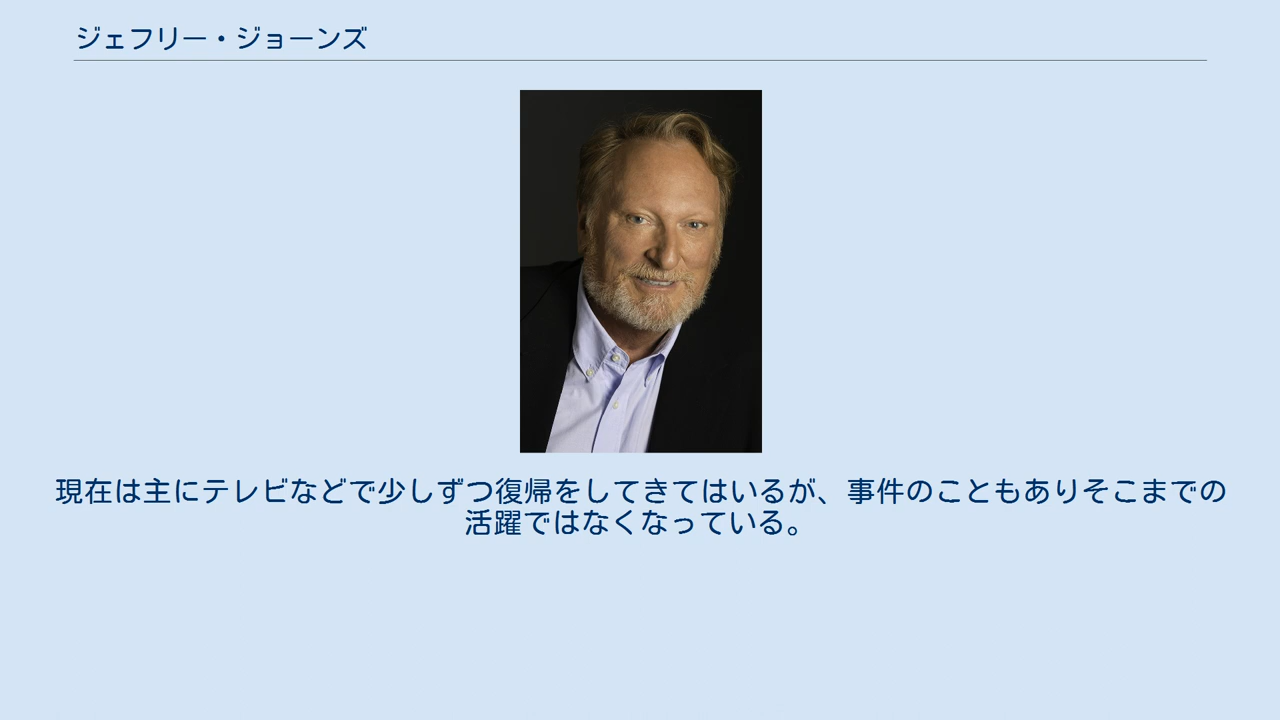 ジェフリー・ジョーンズ
現在は主にテレビなどで少しずつ復帰をしてきてはいるが、事件のこともありそこまでの
活躍ではなくなっている。